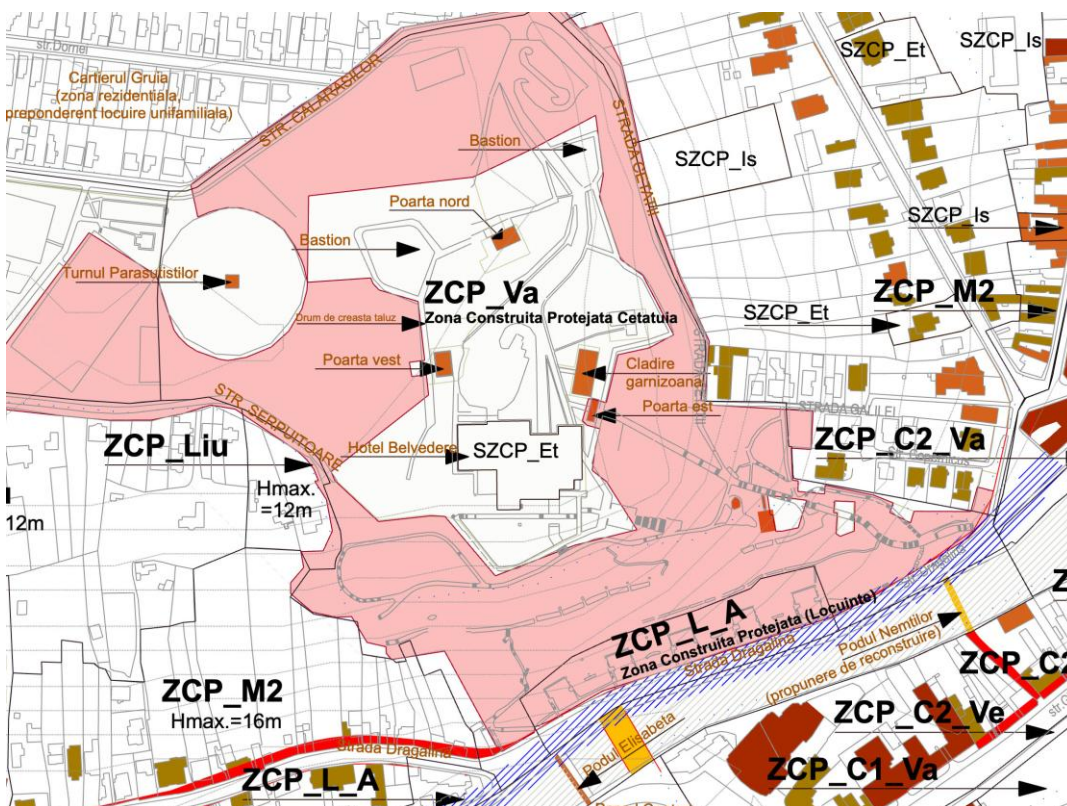 str.Dornei
Cartierul Gruia
(zona rezidentiala,
preponderent locuire unifamiliala)
STR. CALARASILOR
STRADA CETATII
SZCP_Et
SZCP_Is
SZCP_Is
SZCP_Is
Bastion
Poarta nord
Bastion
Turnul Parasutistilor
ZCP_Va
Zona Construita Protejata Cetatuia
Drum de creasta taluz
SZCP_Et
ZCP_M2
Poarta vest
Cladire
garnizoana
Poarta est
STRADA GALILEI
STR. SERPUITOARE
ZCP_Liu
Hotel Belvedere
SZCP_Et
ZCP_C2_Va
Hmax.
=12m
12m
ZCP_L_A
Zona Construita Protejata (Locuinte)
Strada Dragalina
Podul Nemtilor
(propunere de reconstruire)
ZCP_M2
Hmax.=16m
Strada Dragalina
Podul Elisabeta
ZCP_C2
ZCP_C2_Ve
ZCP_L_A
ZCP_C1_Va